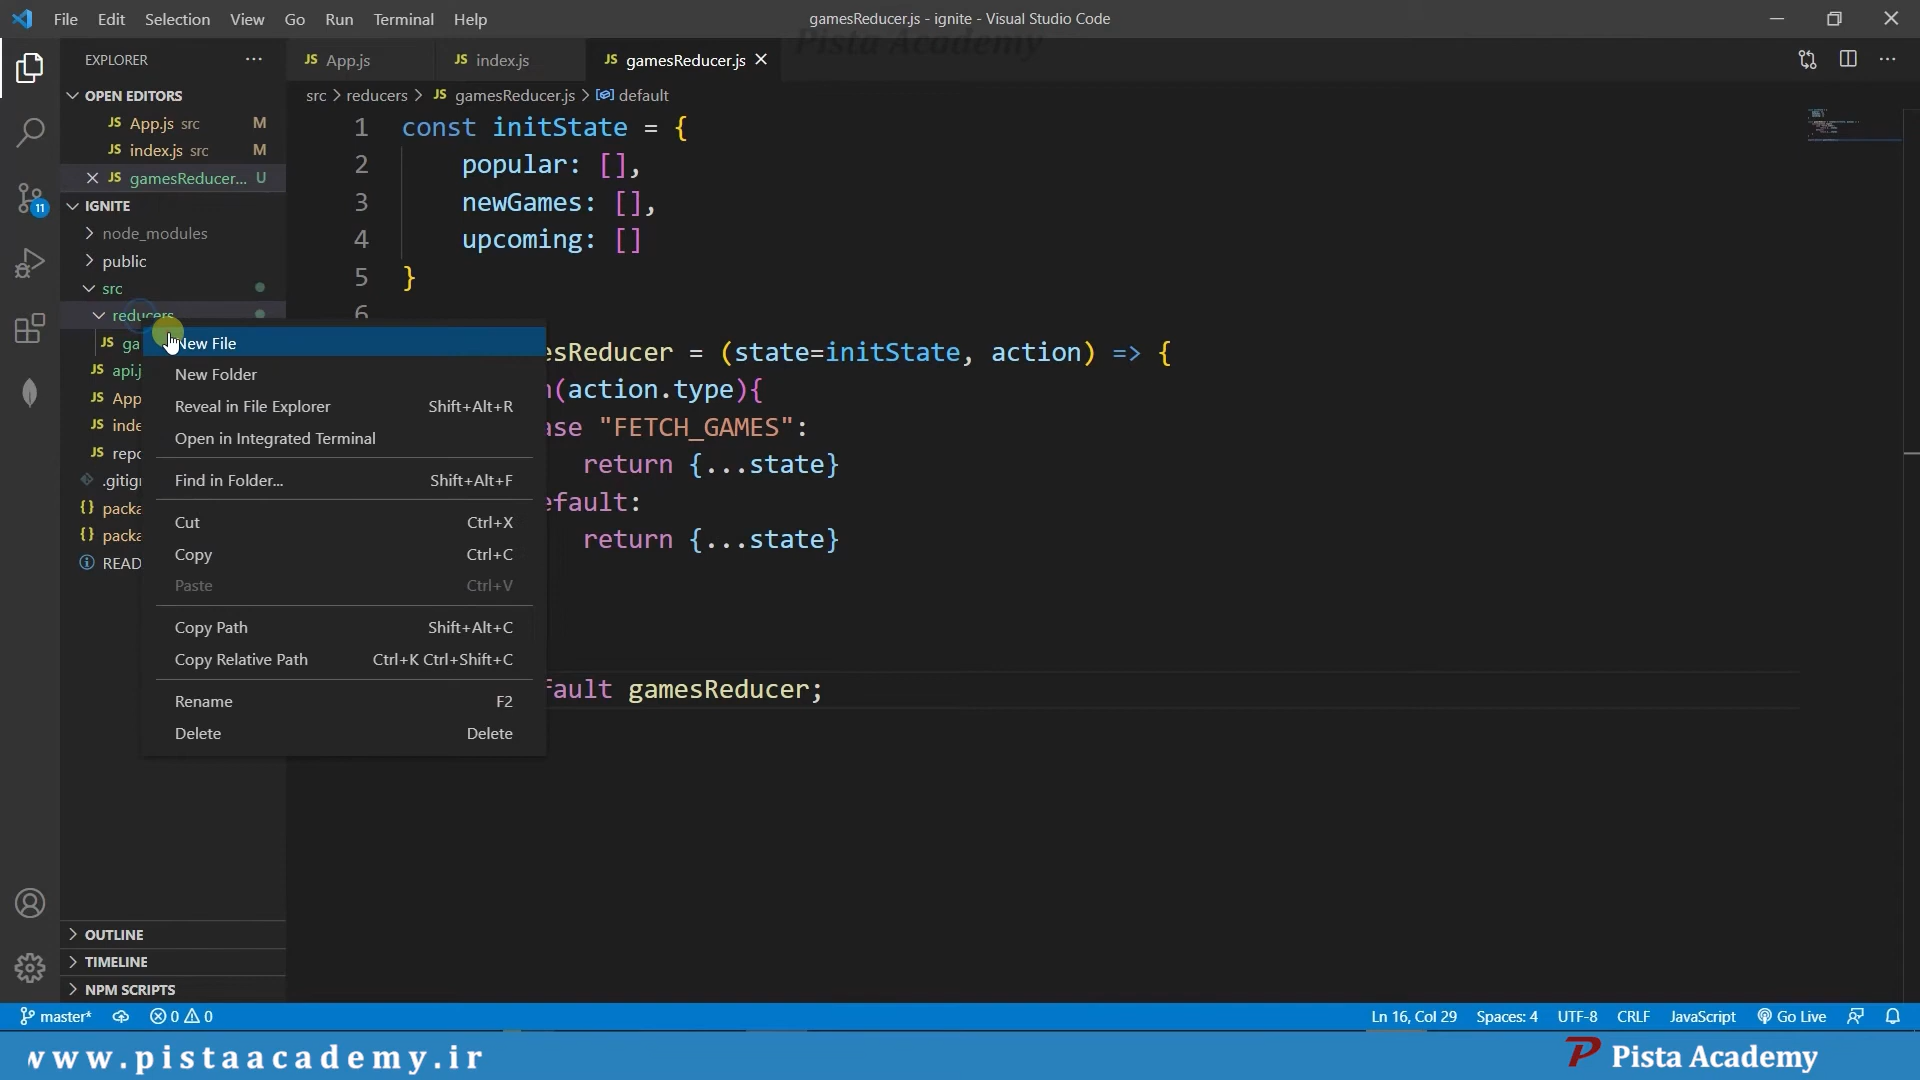 File Edit Selection View Go Run Terminal Help
gamesReducer.js - ignite - Visual Studio Code
Pista Academy
EXPLORER
OPEN EDITORS
JS App.js src M
JS index.js src M
JS gamesReducer... U
IGNITE
node_modules
public
src
reducers
JS ga
JS api.j
JS App
JS inde
JS repo
.gitig
{} packa
{} packa
READ
OUTLINE
TIMELINE
NPM SCRIPTS
11
JS App.js
JS index.js
JS gamesReducer.js
src > reducers > JS gamesReducer.js > default
1 const initState = {
2 popular: [],
3 newGames: [],
4 upcoming: []
5 }
6
esReducer = (state=initState, action) => {
h(action.type){
ase "FETCH_GAMES":
return {...state}
efault:
return {...state}
fault gamesReducer;
New File
New Folder
Reveal in File Explorer Shift+Alt+R
Open in Integrated Terminal
Find in Folder... Shift+Alt+F
Cut Ctrl+X
Copy Ctrl+C
Paste Ctrl+V
Copy Path Shift+Alt+C
Copy Relative Path Ctrl+K Ctrl+Shift+C
Rename F2
Delete Delete
master* 0 0 Ln 16, Col 29 Spaces: 4 UTF-8 CRLF JavaScript Go Live
www.pistaacademy.ir
Pista Academy